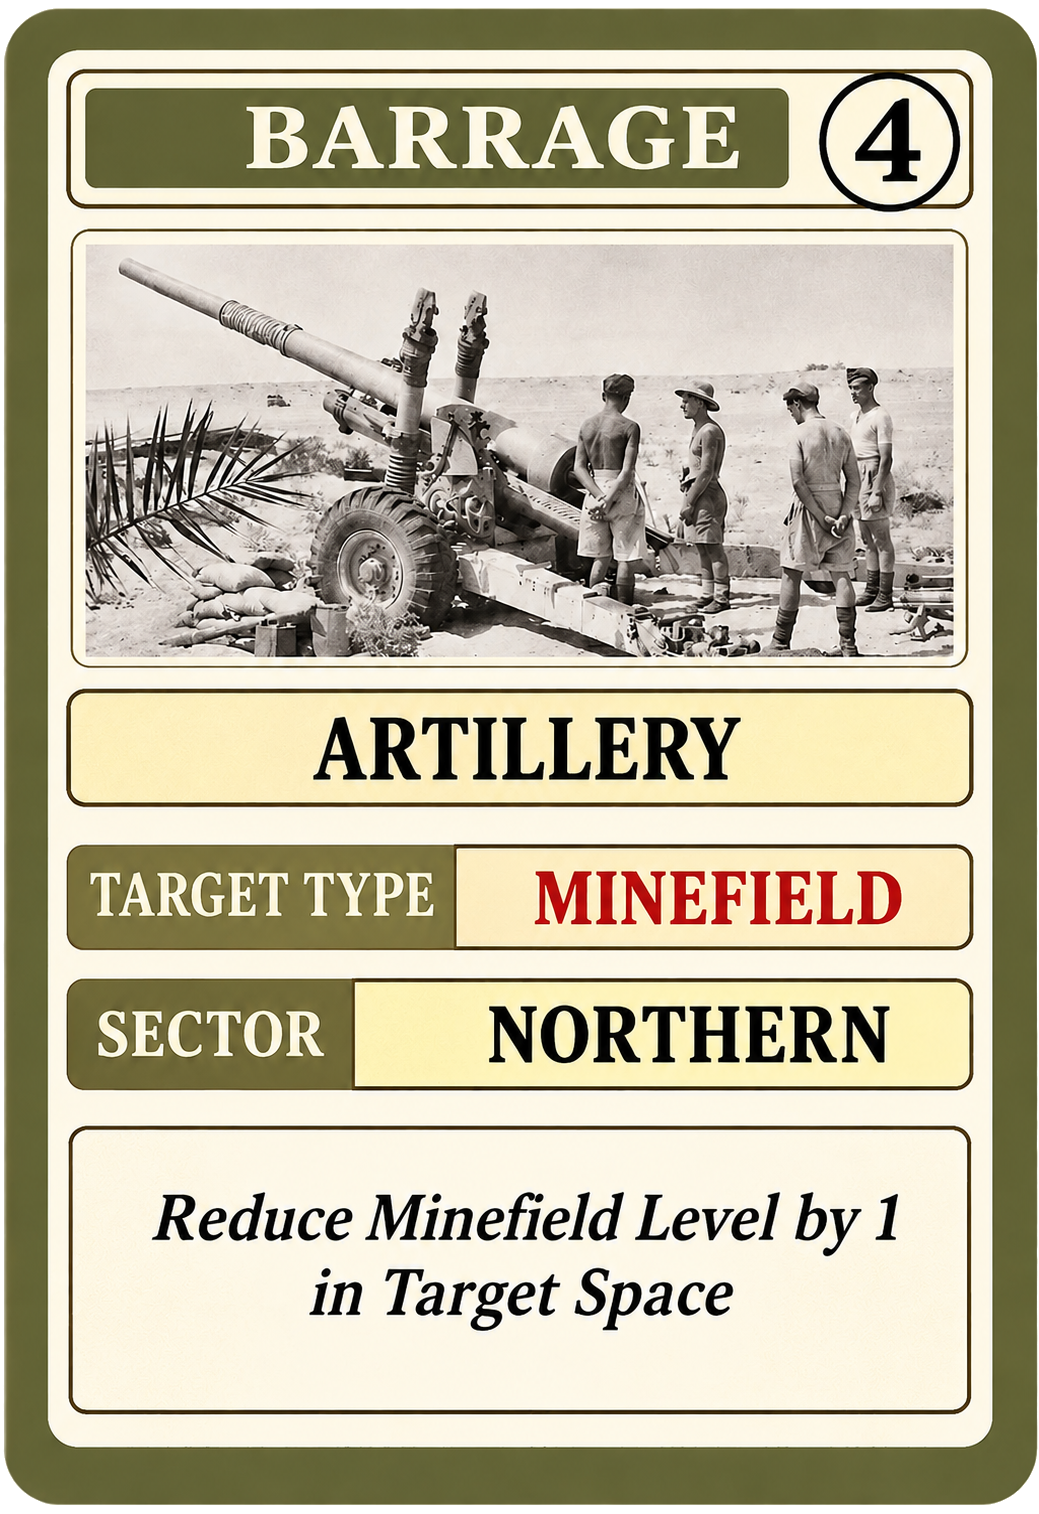 BARRAGE
4
ARTILLERY
TARGET TYPE MINEFIELD
SECTOR NORTHERN
Reduce Minefield Level by 1
in Target Space